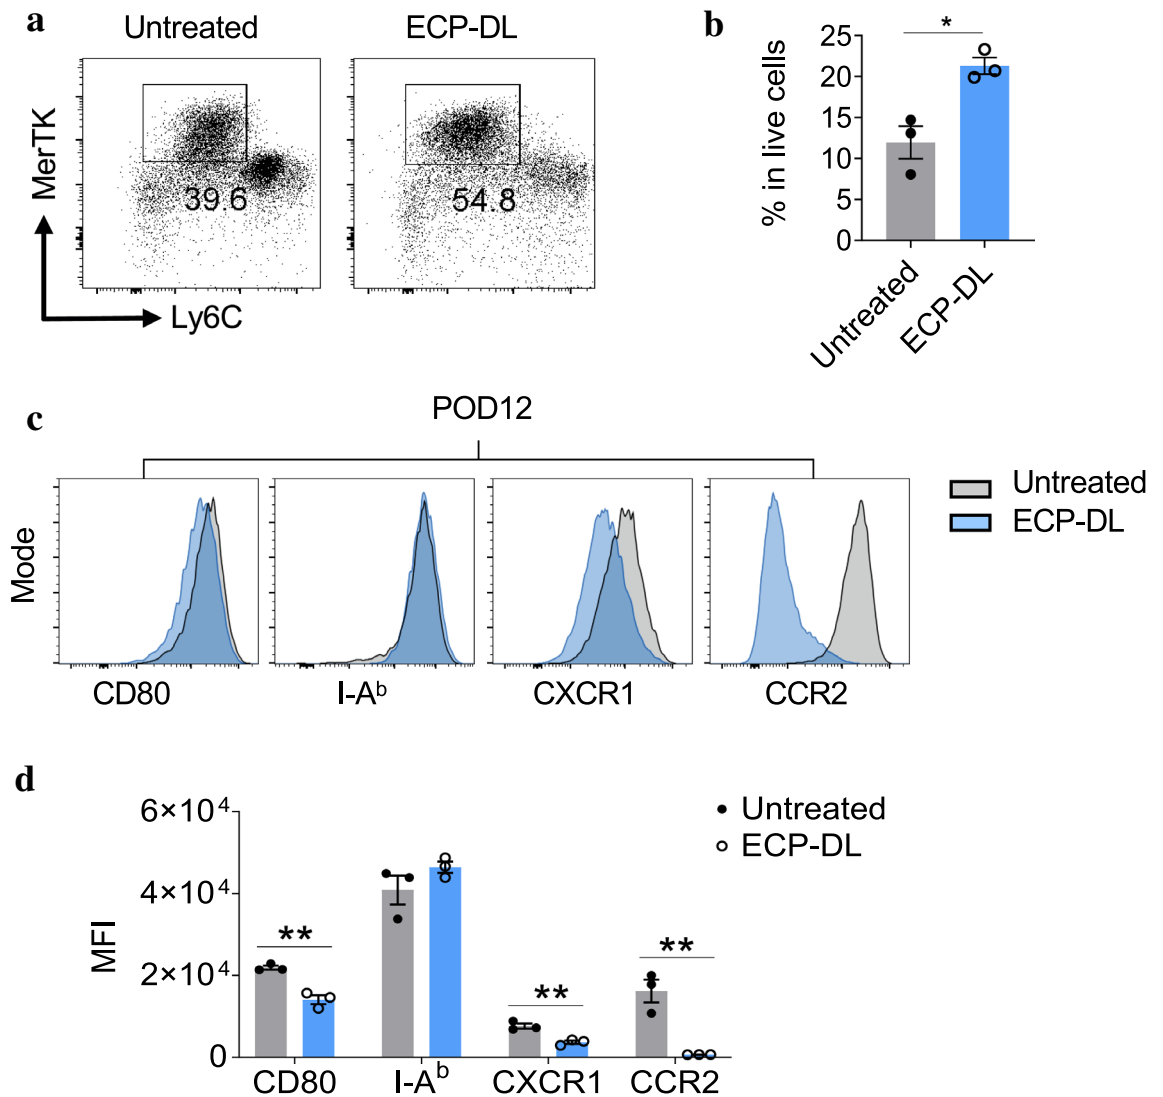 a
Untreated
ECP-DL
MerTK
39.6
54.8
Ly6C
b
*
% in live cells
25
20
15
10
5
0
Untreated
ECP-DL
c
POD12
Mode
CD80
I-Aᵇ
CXCR1
CCR2
Untreated
ECP-DL
d
MFI
6×10⁴
4×10⁴
2×10⁴
0
**
**
**
Untreated
ECP-DL
CD80
I-Aᵇ
CXCR1
CCR2